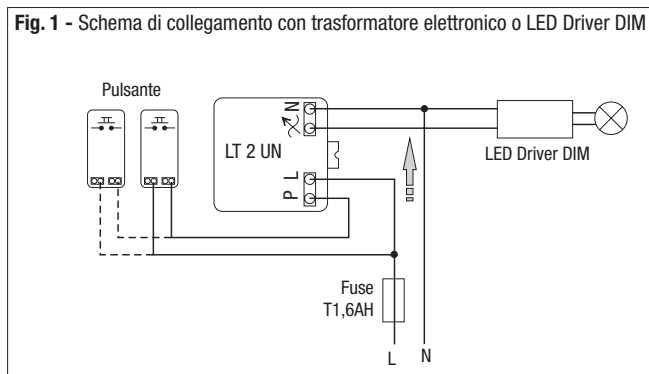 Fig. 1 - Schema di collegamento con trasformatore elettronico o LED Driver DIM
Pulsante
N
LT 2 UN
L
P
LED Driver DIM
Fuse
T1,6AH
L N